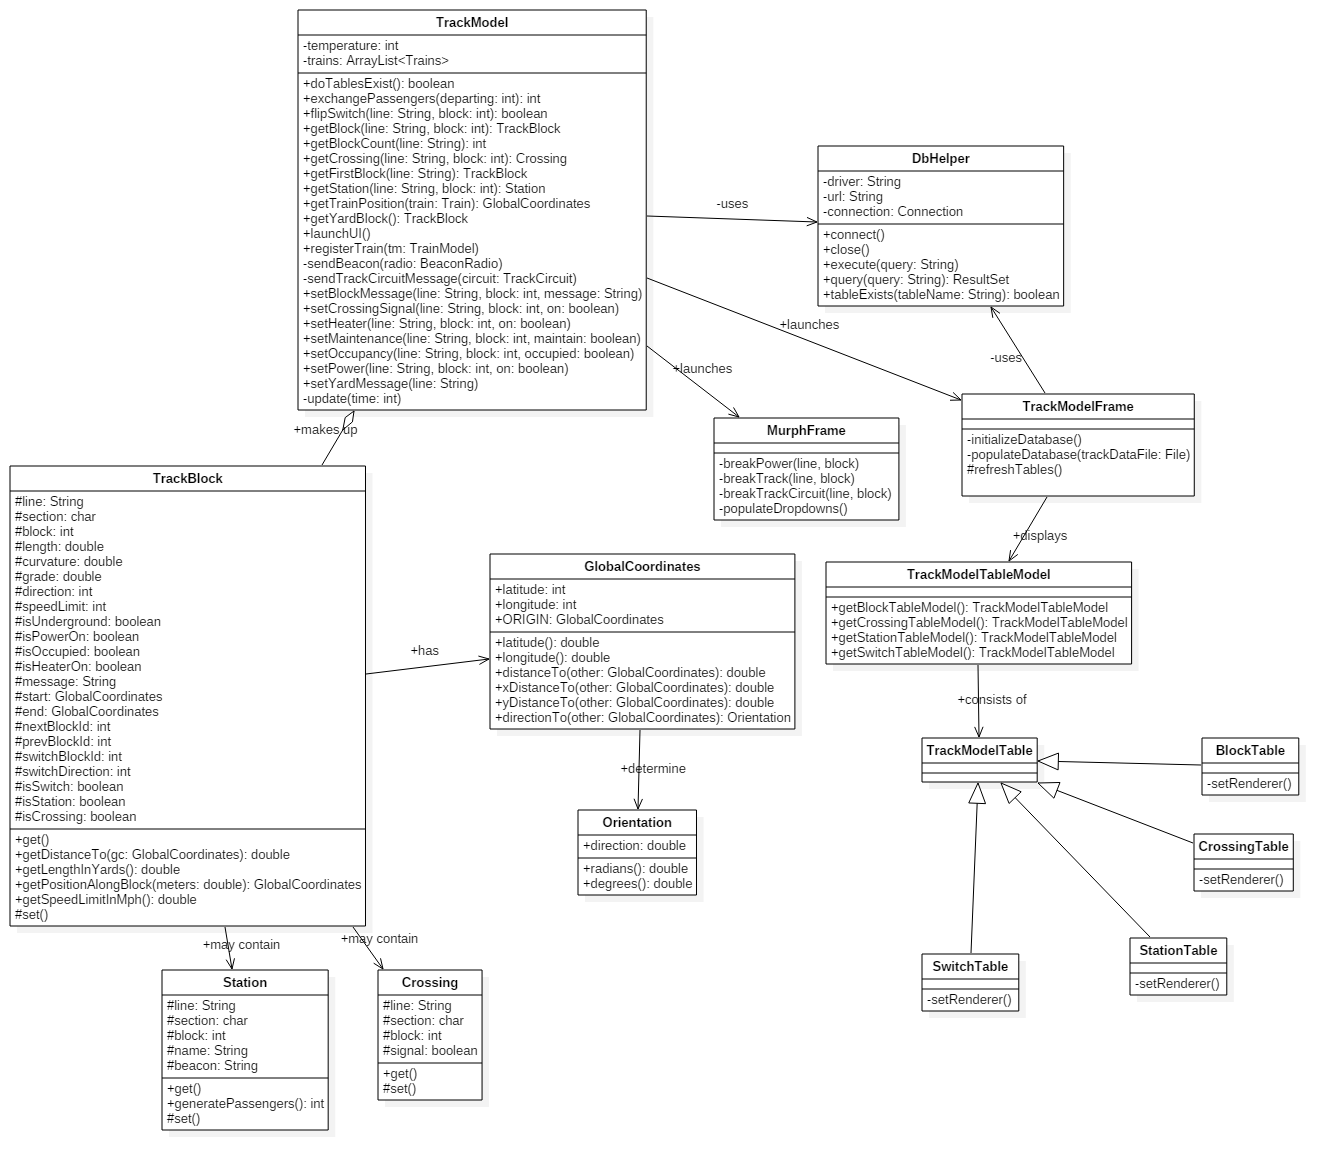 TrackModel
-temperature: int
-trains: ArrayList<Trains>
+doTablesExist(): boolean
+exchangePassengers(departing: int): int
+flipSwitch(line: String, block: int): boolean
+getBlock(line: String, block: int): TrackBlock
+getBlockCount(line: String): int
+getCrossing(line: String, block: int): Crossing
+getFirstBlock(line: String): TrackBlock
+getStation(line: String, block: int): Station
+getTrainPosition(train: Train): GlobalCoordinates
+getYardBlock(): TrackBlock
+launchUI()
+registerTrain(tm: TrainModel)
-sendBeacon(radio: BeaconRadio)
-sendTrackCircuitMessage(circuit: TrackCircuit)
+setBlockMessage(line: String, block: int, message: String)
+setCrossingSignal(line: String, block: int, on: boolean)
+setHeater(line: String, block: int, on: boolean)
+setMaintenance(line: String, block: int, maintain: boolean)
+setOccupancy(line: String, block: int, occupied: boolean)
+setPower(line: String, block: int, on: boolean)
+setYardMessage(line: String)
-update(time: int)
-uses
DbHelper
-driver: String
-url: String
-connection: Connection
+connect()
+close()
+execute(query: String)
+query(query: String): ResultSet
+tableExists(tableName: String): boolean
+launches
-uses
+launches
+makes up
TrackModelFrame
-initializeDatabase()
-populateDatabase(trackDataFile: File)
#refreshTables()
MurphFrame
-breakPower(line, block)
-breakTrack(line, block)
-breakTrackCircuit(line, block)
-populateDropdowns()
+displays
TrackBlock
#line: String
#section: char
#block: int
#length: double
#curvature: double
#grade: double
#direction: int
#speedLimit: int
#isUnderground: boolean
#isPowerOn: boolean
#isOccupied: boolean
#isHeaterOn: boolean
#message: String
#start: GlobalCoordinates
#end: GlobalCoordinates
#nextBlockId: int
#prevBlockId: int
#switchBlockId: int
#switchDirection: int
#isSwitch: boolean
#isStation: boolean
#isCrossing: boolean
+get()
+getDistanceTo(gc: GlobalCoordinates): double
+getLengthInYards(): double
+getPositionAlongBlock(meters: double): GlobalCoordinates
+getSpeedLimitInMph(): double
#set()
+has
GlobalCoordinates
+latitude: int
+longitude: int
+ORIGIN: GlobalCoordinates
+latitude(): double
+longitude(): double
+distanceTo(other: GlobalCoordinates): double
+xDistanceTo(other: GlobalCoordinates): double
+yDistanceTo(other: GlobalCoordinates): double
+directionTo(other: GlobalCoordinates): Orientation
+determine
Orientation
+direction: double
+radians(): double
+degrees(): double
TrackModelTableModel
+getBlockTableModel(): TrackModelTableModel
+getCrossingTableModel(): TrackModelTableModel
+getStationTableModel(): TrackModelTableModel
+getSwitchTableModel(): TrackModelTableModel
+consists of
TrackModelTable
BlockTable
-setRenderer()
CrossingTable
-setRenderer()
StationTable
-setRenderer()
SwitchTable
-setRenderer()
+may contain
+may contain
Station
#line: String
#section: char
#block: int
#name: String
#beacon: String
+get()
+generatePassengers(): int
#set()
Crossing
#line: String
#section: char
#block: int
#signal: boolean
+get()
#set()